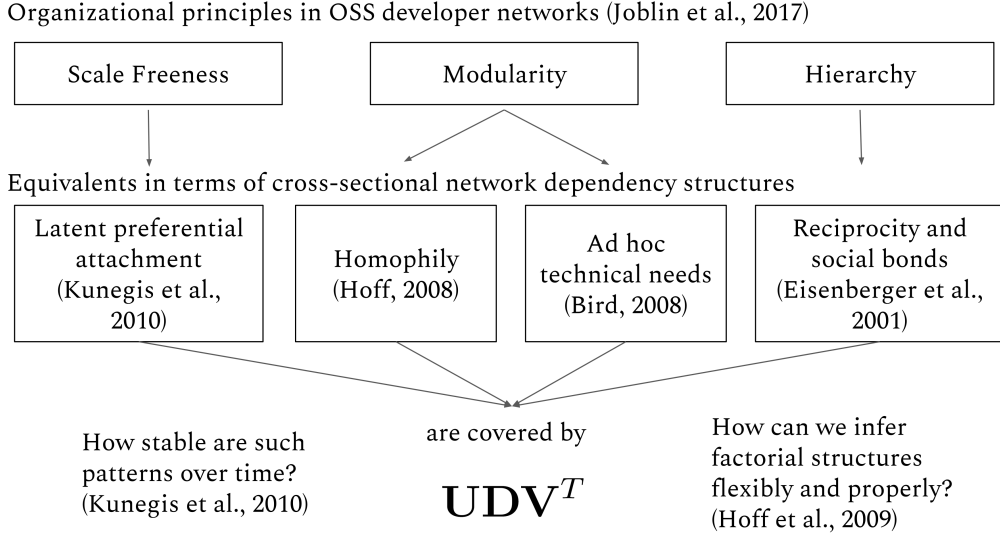 Organizational principles in OSS developer networks (Joblin et al., 2017)
Scale Freeness
Modularity
Hierarchy
Equivalents in terms of cross-sectional network dependency structures
Latent preferential
attachment
(Kunegis et al.,
2010)
Homophily
(Hoff, 2008)
Ad hoc
technical needs
(Bird, 2008)
Reciprocity and
social bonds
(Eisenberger et al.,
2001)
How stable are such
patterns over time?
(Kunegis et al., 2010)
are covered by
UDV^T
How can we infer
factorial structures
flexibly and properly?
(Hoff et al., 2009)